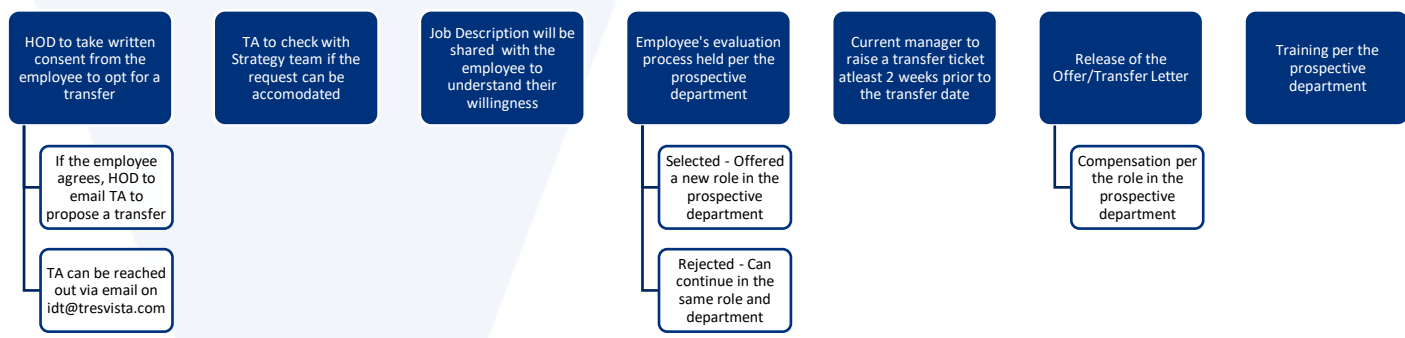 HOD to take written
consent from the
employee to opt for a
transfer
If the employee
agrees, HOD to
email TA to
propose a transfer
TA can be reached
out via email on
idt@tresvista.com
TA to check with
Strategy team if the
request can be
accomodated
Job Description will be
shared with the
employee to
understand their
willingness
Employee's evaluation
process held per the
prospective
department
Selected - Offered
a new role in the
prospective
department
Rejected - Can
continue in the
same role and
department
Current manager to
raise a transfer ticket
atleast 2 weeks prior to
the transfer date
Release of the
Offer/Transfer Letter
Compensation per
the role in the
prospective
department
Training per the
prospective
department